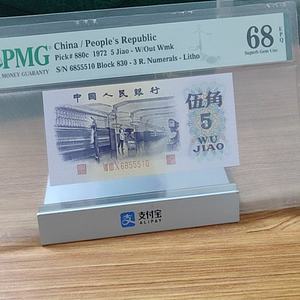 PMG
MONEY GUARANTY
China / People's Republic
Pick# 880c 1972 5 Jiao - W/Out Wmk
S/N 6855510 Block 830 - 3 R. Numerals - Litho
68 EPQ
Superb Gem Unc
中國人民銀行
伍角
5
WU
JIAO
6855510
支付宝
ALIPAY